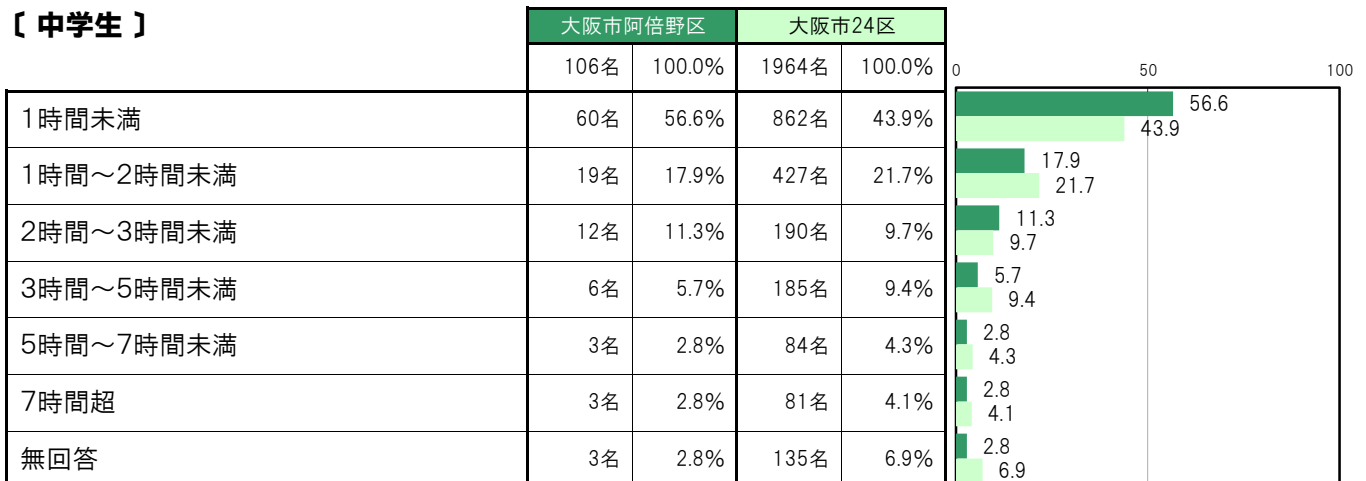 〔 中学生 〕
大阪市阿倍野区 大阪市24区
106名 100.0% 1964名 100.0% 0 50 100
1時間未満 60名 56.6% 862名 43.9% 56.6
43.9
1時間～2時間未満 19名 17.9% 427名 21.7% 17.9
21.7
2時間～3時間未満 12名 11.3% 190名 9.7% 11.3
9.7
3時間～5時間未満 6名 5.7% 185名 9.4% 5.7
9.4
5時間～7時間未満 3名 2.8% 84名 4.3% 2.8
4.3
7時間超 3名 2.8% 81名 4.1% 2.8
4.1
無回答 3名 2.8% 135名 6.9% 2.8
6.9